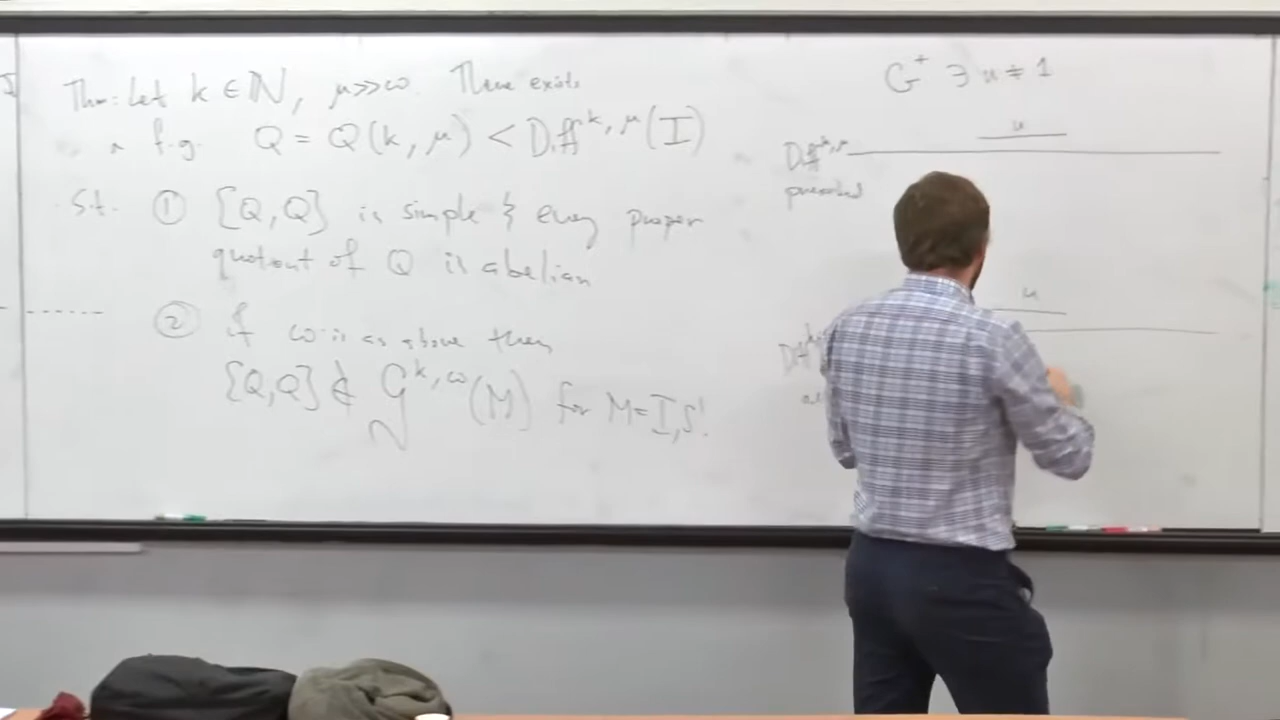 Thm: Let k ∈ ℕ, μ >> ω. There exists
a f.g. Q = Q(k, μ) < Diff^{k, μ}(I)
s.t. ① [Q,Q] is simple & every proper
quotient of Q is abelian
② if ω is as above then
[Q,Q] ≮ G^{k, ω}(M) for M=I,S¹.
G⁺ ∋ u ≠ 1
u
Diff^{k,μ}
u
Diff